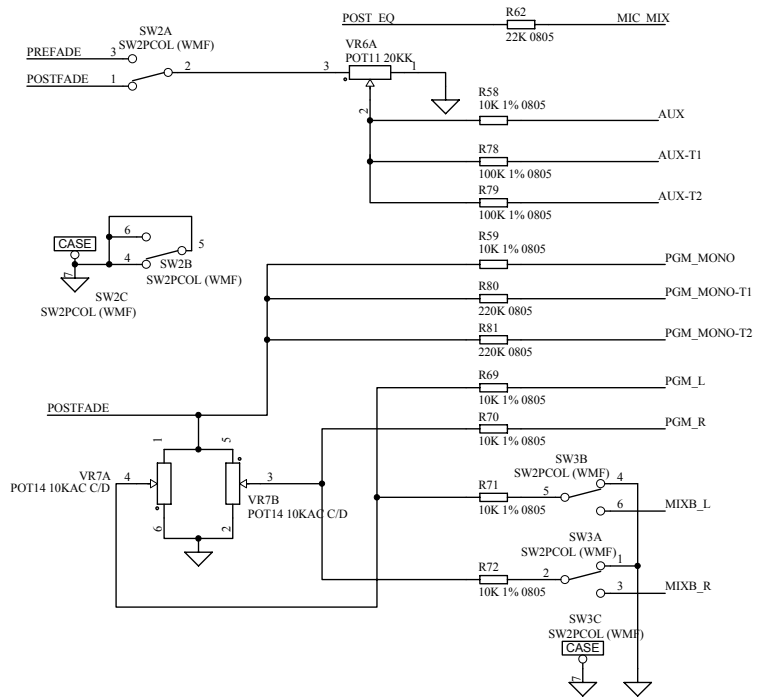 POST_EQ
R62
22K 0805
MIC_MIX
SW2A
SW2PCOL (WMF)
PREFADE
3
POSTFADE
1
2
VR6A
POT11 20KK
3
1
2
R58
10K 1% 0805
AUX
R78
100K 1% 0805
AUX-T1
R79
100K 1% 0805
AUX-T2
CASE
7
6
4
5
SW2B
SW2PCOL (WMF)
SW2C
SW2PCOL (WMF)
R59
10K 1% 0805
PGM_MONO
R80
220K 0805
PGM_MONO-T1
R81
220K 0805
PGM_MONO-T2
R69
10K 1% 0805
PGM_L
POSTFADE
R70
10K 1% 0805
PGM_R
1
5
VR7A
POT14 10KAC C/D
4
3
VR7B
POT14 10KAC C/D
6
2
R71
10K 1% 0805
SW3B
SW2PCOL (WMF)
5
4
6
MIXB_L
R72
10K 1% 0805
SW3A
SW2PCOL (WMF)
2
1
3
MIXB_R
SW3C
SW2PCOL (WMF)
CASE
7